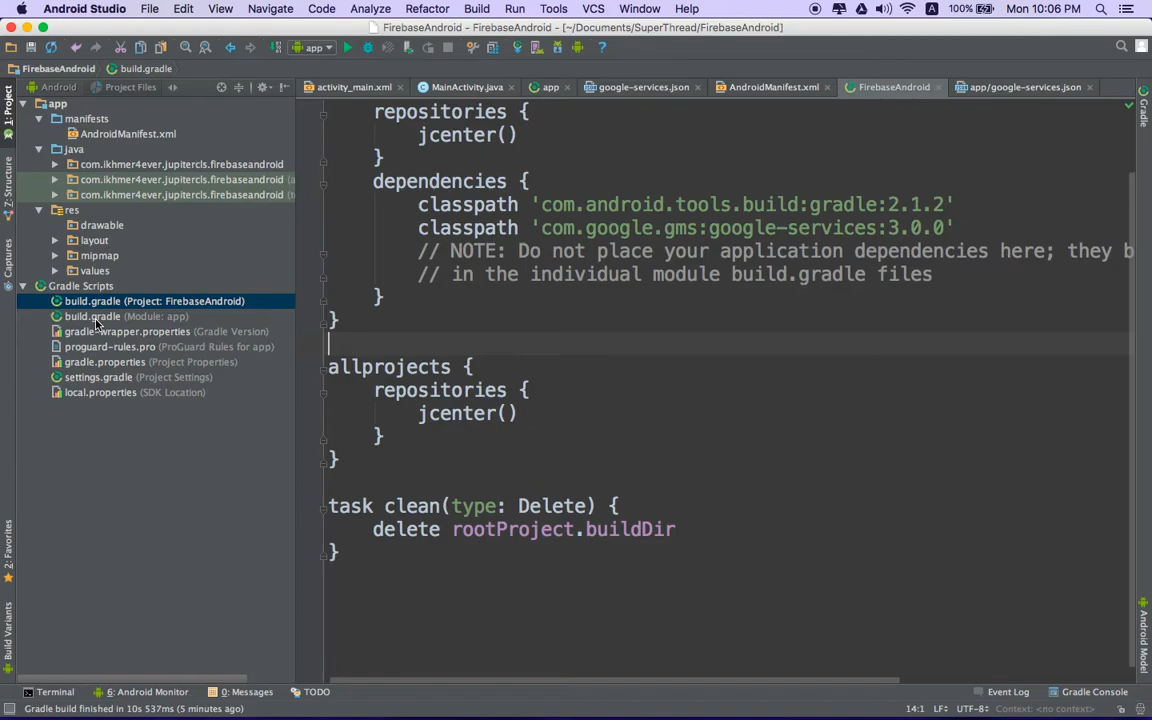 Android Studio File Edit View Navigate Code Analyze Refactor Build Run Tools VCS Window Help 100% Mon 10:06 PM
FirebaseAndroid - FirebaseAndroid - [~/Documents/SuperThread/FirebaseAndroid]
app
FirebaseAndroid build.gradle
Android Project Files activity_main.xml MainActivity.java app google-services.json AndroidManifest.xml FirebaseAndroid app/google-services.json
1: Project
Z: Structure
Captures
2: Favorites
Build Variants
app
manifests
AndroidManifest.xml
java
com.ikhmer4ever.jupitercls.firebaseandroid
com.ikhmer4ever.jupitercls.firebaseandroid (a
com.ikhmer4ever.jupitercls.firebaseandroid (t
res
drawable
layout
mipmap
values
Gradle Scripts
build.gradle (Project: FirebaseAndroid)
build.gradle (Module: app)
gradle-wrapper.properties (Gradle Version)
proguard-rules.pro (ProGuard Rules for app)
gradle.properties (Project Properties)
settings.gradle (Project Settings)
local.properties (SDK Location)
repositories {
jcenter()
}
dependencies {
classpath 'com.android.tools.build:gradle:2.1.2'
classpath 'com.google.gms:google-services:3.0.0'
// NOTE: Do not place your application dependencies here; they b
// in the individual module build.gradle files
}
}
allprojects {
repositories {
jcenter()
}
}
task clean(type: Delete) {
delete rootProject.buildDir
}
Gradle
Android Model
Terminal 6: Android Monitor 0: Messages TODO Event Log Gradle Console
Gradle build finished in 10s 537ms (5 minutes ago) 14:1 LF UTF-8 Context: <no context>